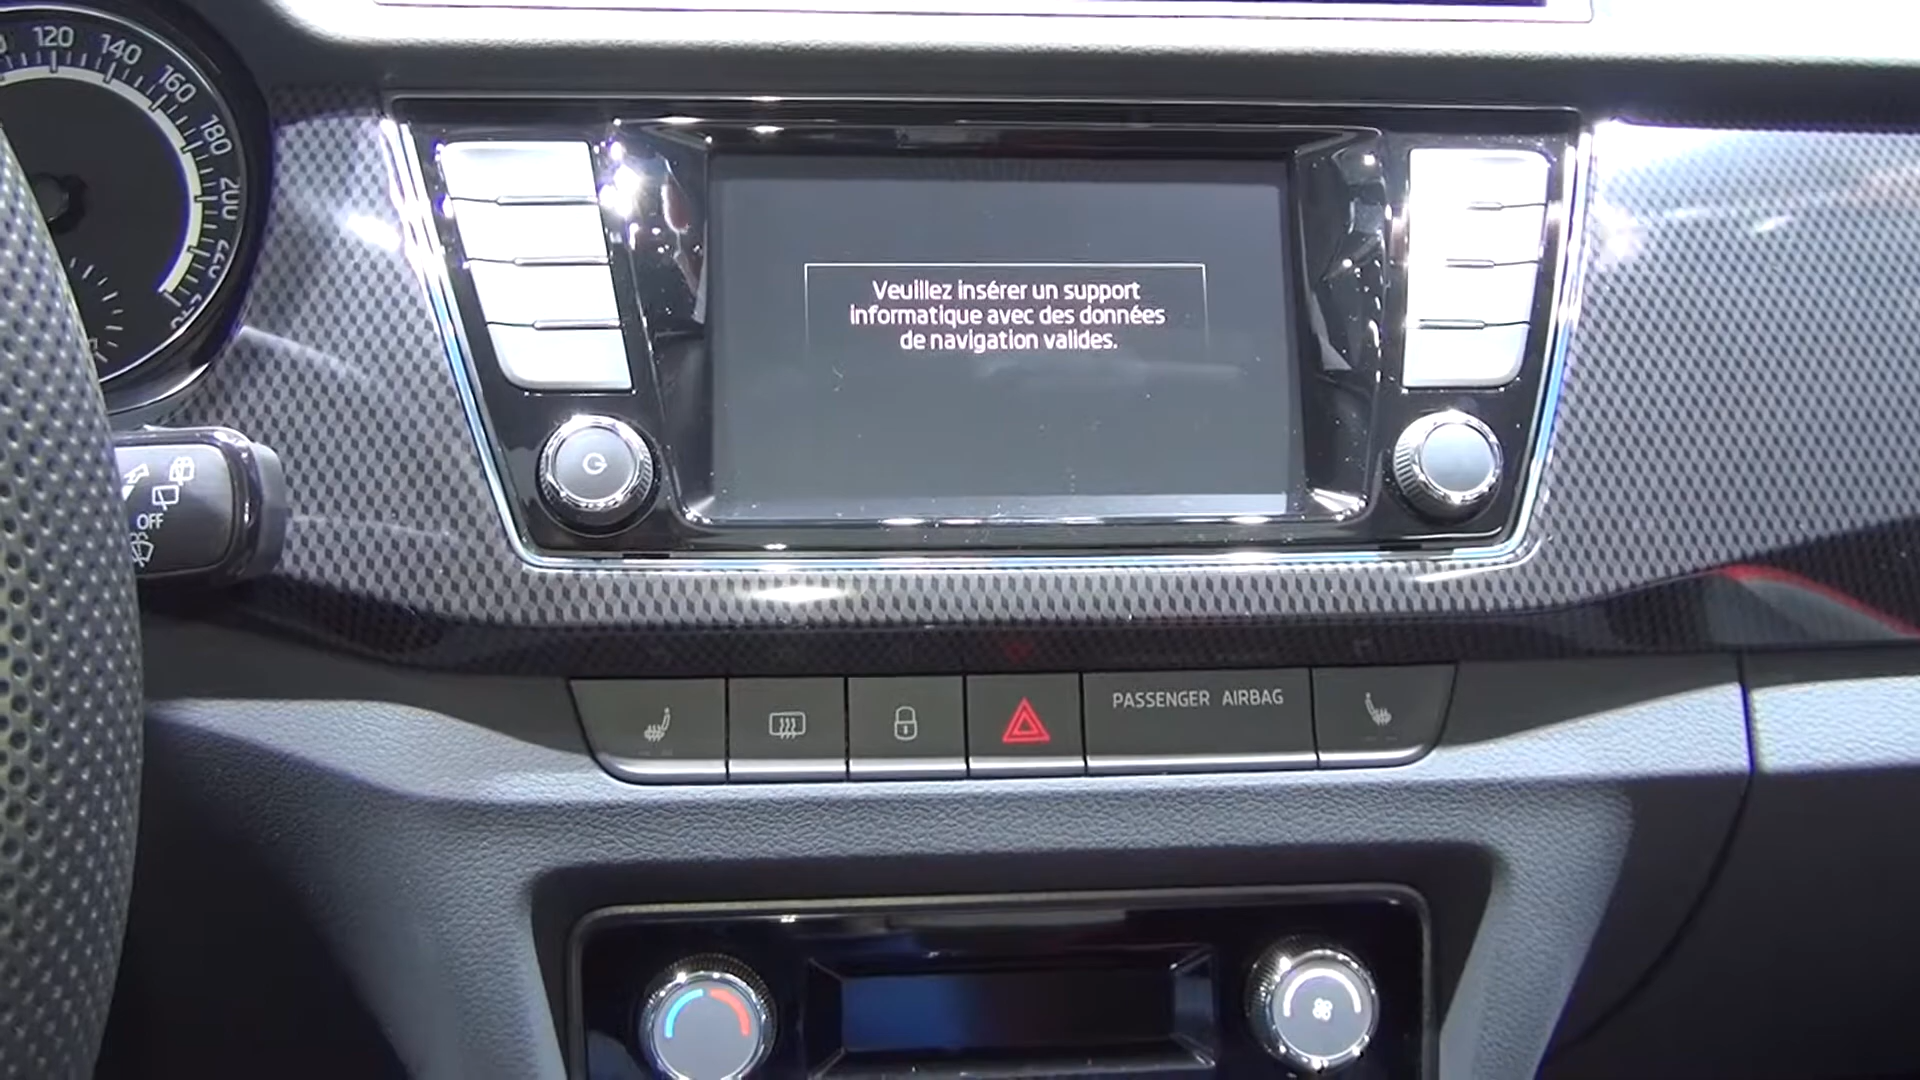 120
140
160
180
200
220
Veuillez insérer un support
informatique avec des données
de navigation valides.
OFF
PASSENGER AIRBAG